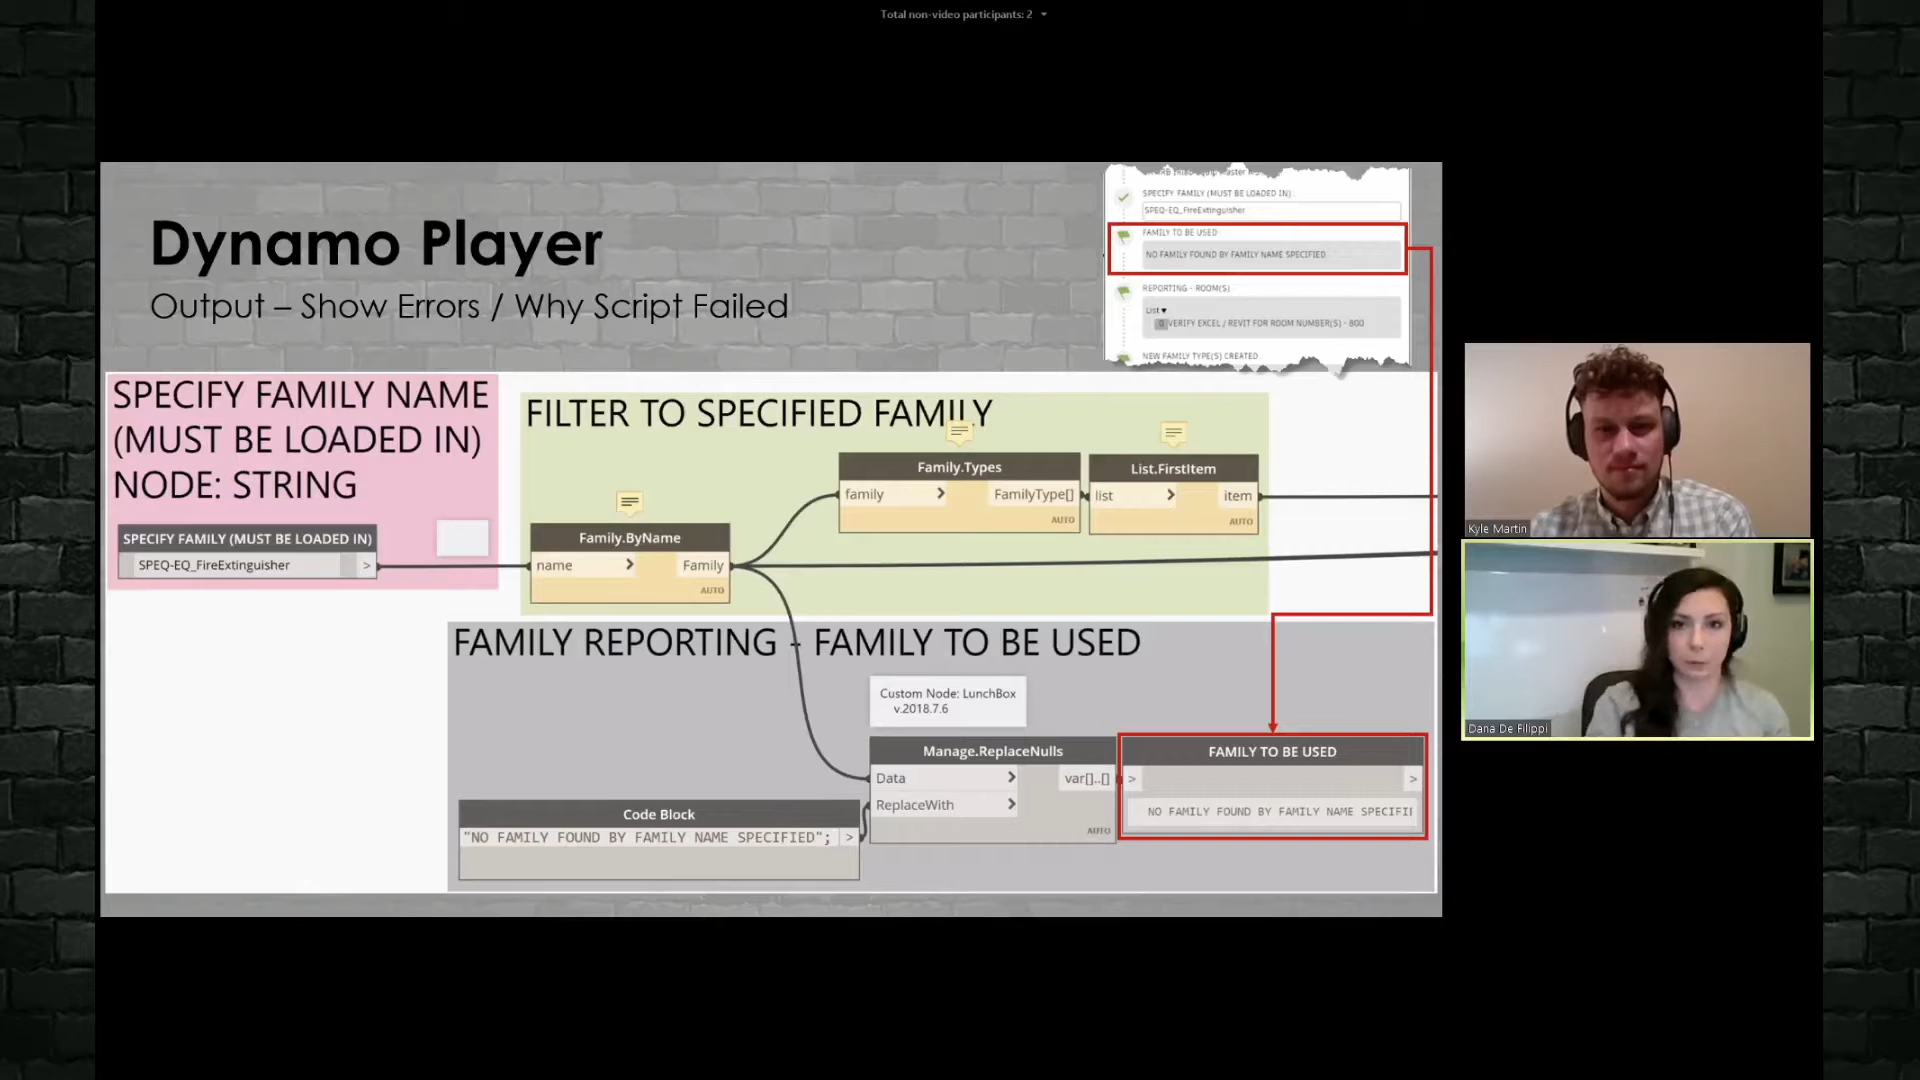 Total non-video participants: 2
Dynamo Player
Output – Show Errors / Why Script Failed
SPECIFY FAMILY (MUST BE LOADED IN)
SPEQ-EQ_FireExtinguisher
FAMILY TO BE USED
NO FAMILY FOUND BY FAMILY NAME SPECIFIED
REPORTING - ROOM(S)
List
0 VERIFY EXCEL / REVIT FOR ROOM NUMBER(S) - 800
NEW FAMILY TYPE(S) CREATED
SPECIFY FAMILY NAME
(MUST BE LOADED IN)
NODE: STRING
SPECIFY FAMILY (MUST BE LOADED IN)
SPEQ-EQ_FireExtinguisher >
FILTER TO SPECIFIED FAMILY
Family.ByName
name > Family
AUTO
Family.Types
family > FamilyType[]
AUTO
List.FirstItem
list > item
AUTO
FAMILY REPORTING - FAMILY TO BE USED
Custom Node: LunchBox
v.2018.7.6
Code Block
"NO FAMILY FOUND BY FAMILY NAME SPECIFIED"; >
Manage.ReplaceNulls
Data > var[]..[]
ReplaceWith >
AUTO
FAMILY TO BE USED
> >
NO FAMILY FOUND BY FAMILY NAME SPECIFI
Kyle Martin
Dana De Filippi